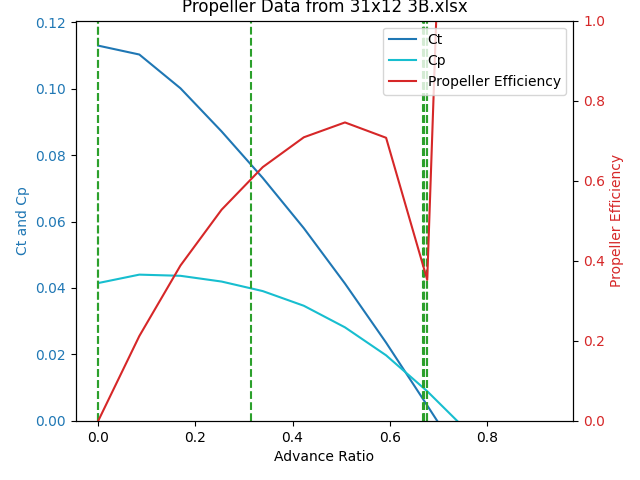 Propeller Data from 31x12 3B.xlsx
Ct
Cp
Propeller Efficiency
0.12
0.10
0.08
0.06
0.04
0.02
0.00
Ct and Cp
1.0
0.8
0.6
0.4
0.2
0.0
Propeller Efficiency
0.0 0.2 0.4 0.6 0.8
Advance Ratio